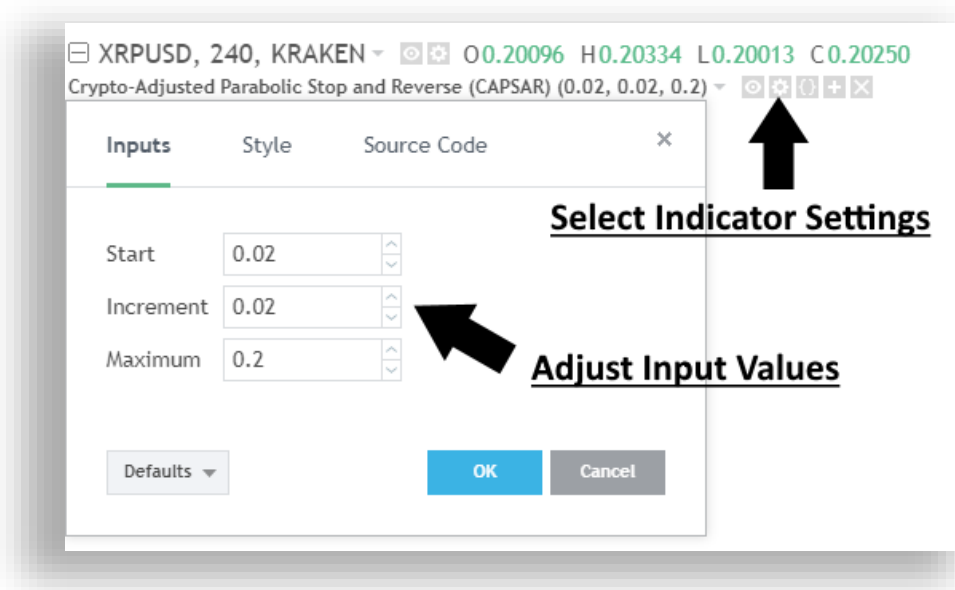 XRPUSD, 240, KRAKEN O0.20096 H0.20334 L0.20013 C0.20250
Crypto-Adjusted Parabolic Stop and Reverse (CAPSAR) (0.02, 0.02, 0.2)
Inputs Style Source Code
Select Indicator Settings
Start 0.02
Increment 0.02
Maximum 0.2
Adjust Input Values
Defaults OK Cancel